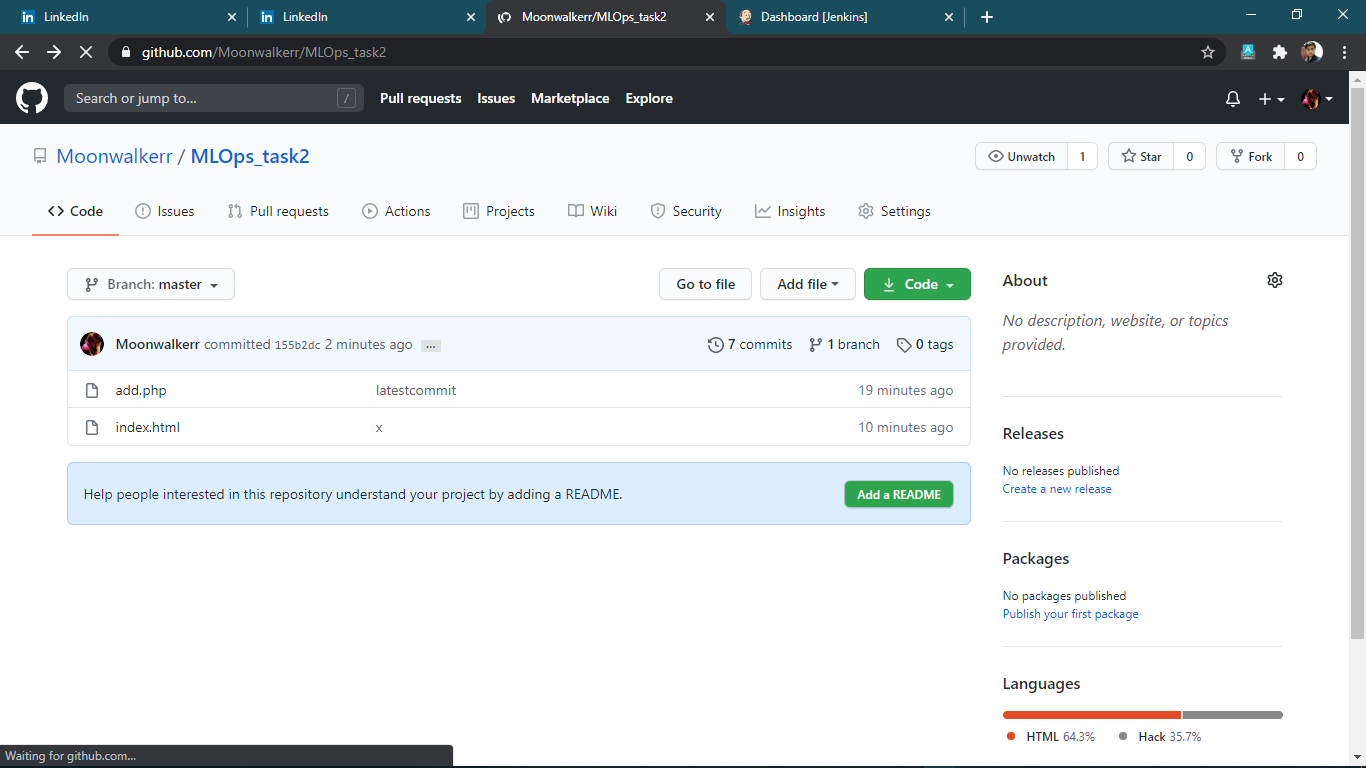 LinkedIn
LinkedIn
Moonwalkerr/MLOps_task2
Dashboard [Jenkins]
github.com/Moonwalkerr/MLOps_task2
Search or jump to... /
Pull requests Issues Marketplace Explore
Moonwalkerr / MLOps_task2
Unwatch 1 Star 0 Fork 0
Code Issues Pull requests Actions Projects Wiki Security Insights Settings
Branch: master Go to file Add file Code
Moonwalkerr committed 155b2dc 2 minutes ago ... 7 commits 1 branch 0 tags
add.php latestcommit 19 minutes ago
index.html x 10 minutes ago
Help people interested in this repository understand your project by adding a README. Add a README
About
No description, website, or topics
provided.
Releases
No releases published
Create a new release
Packages
No packages published
Publish your first package
Languages
HTML 64.3% Hack 35.7%
Waiting for github.com...